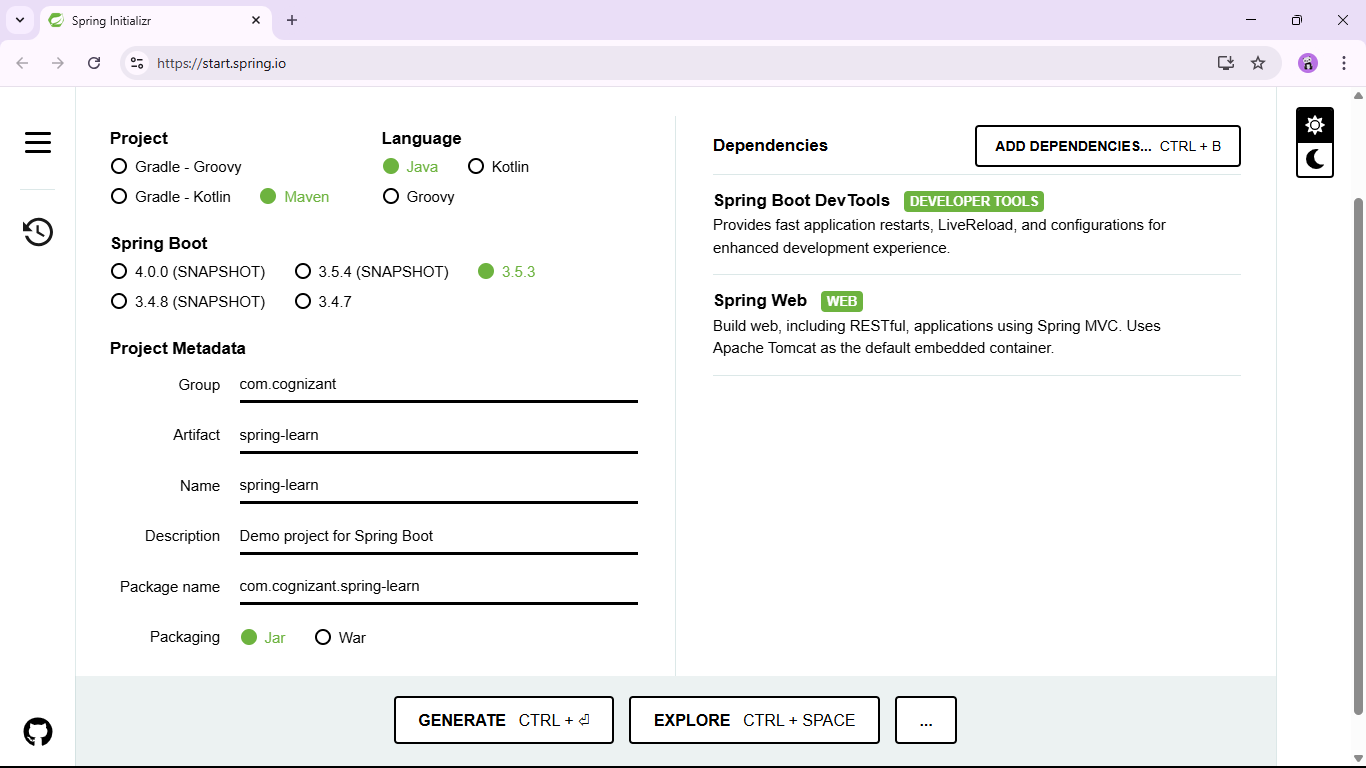 Spring Initializr
https://start.spring.io
Project
Gradle - Groovy
Gradle - Kotlin
Maven
Language
Java
Kotlin
Groovy
Spring Boot
4.0.0 (SNAPSHOT)
3.5.4 (SNAPSHOT)
3.5.3
3.4.8 (SNAPSHOT)
3.4.7
Project Metadata
Group com.cognizant
Artifact spring-learn
Name spring-learn
Description Demo project for Spring Boot
Package name com.cognizant.spring-learn
Packaging Jar War
Dependencies
ADD DEPENDENCIES... CTRL + B
Spring Boot DevTools DEVELOPER TOOLS
Provides fast application restarts, LiveReload, and configurations for
enhanced development experience.
Spring Web WEB
Build web, including RESTful, applications using Spring MVC. Uses
Apache Tomcat as the default embedded container.
GENERATE CTRL + ⏎
EXPLORE CTRL + SPACE
...